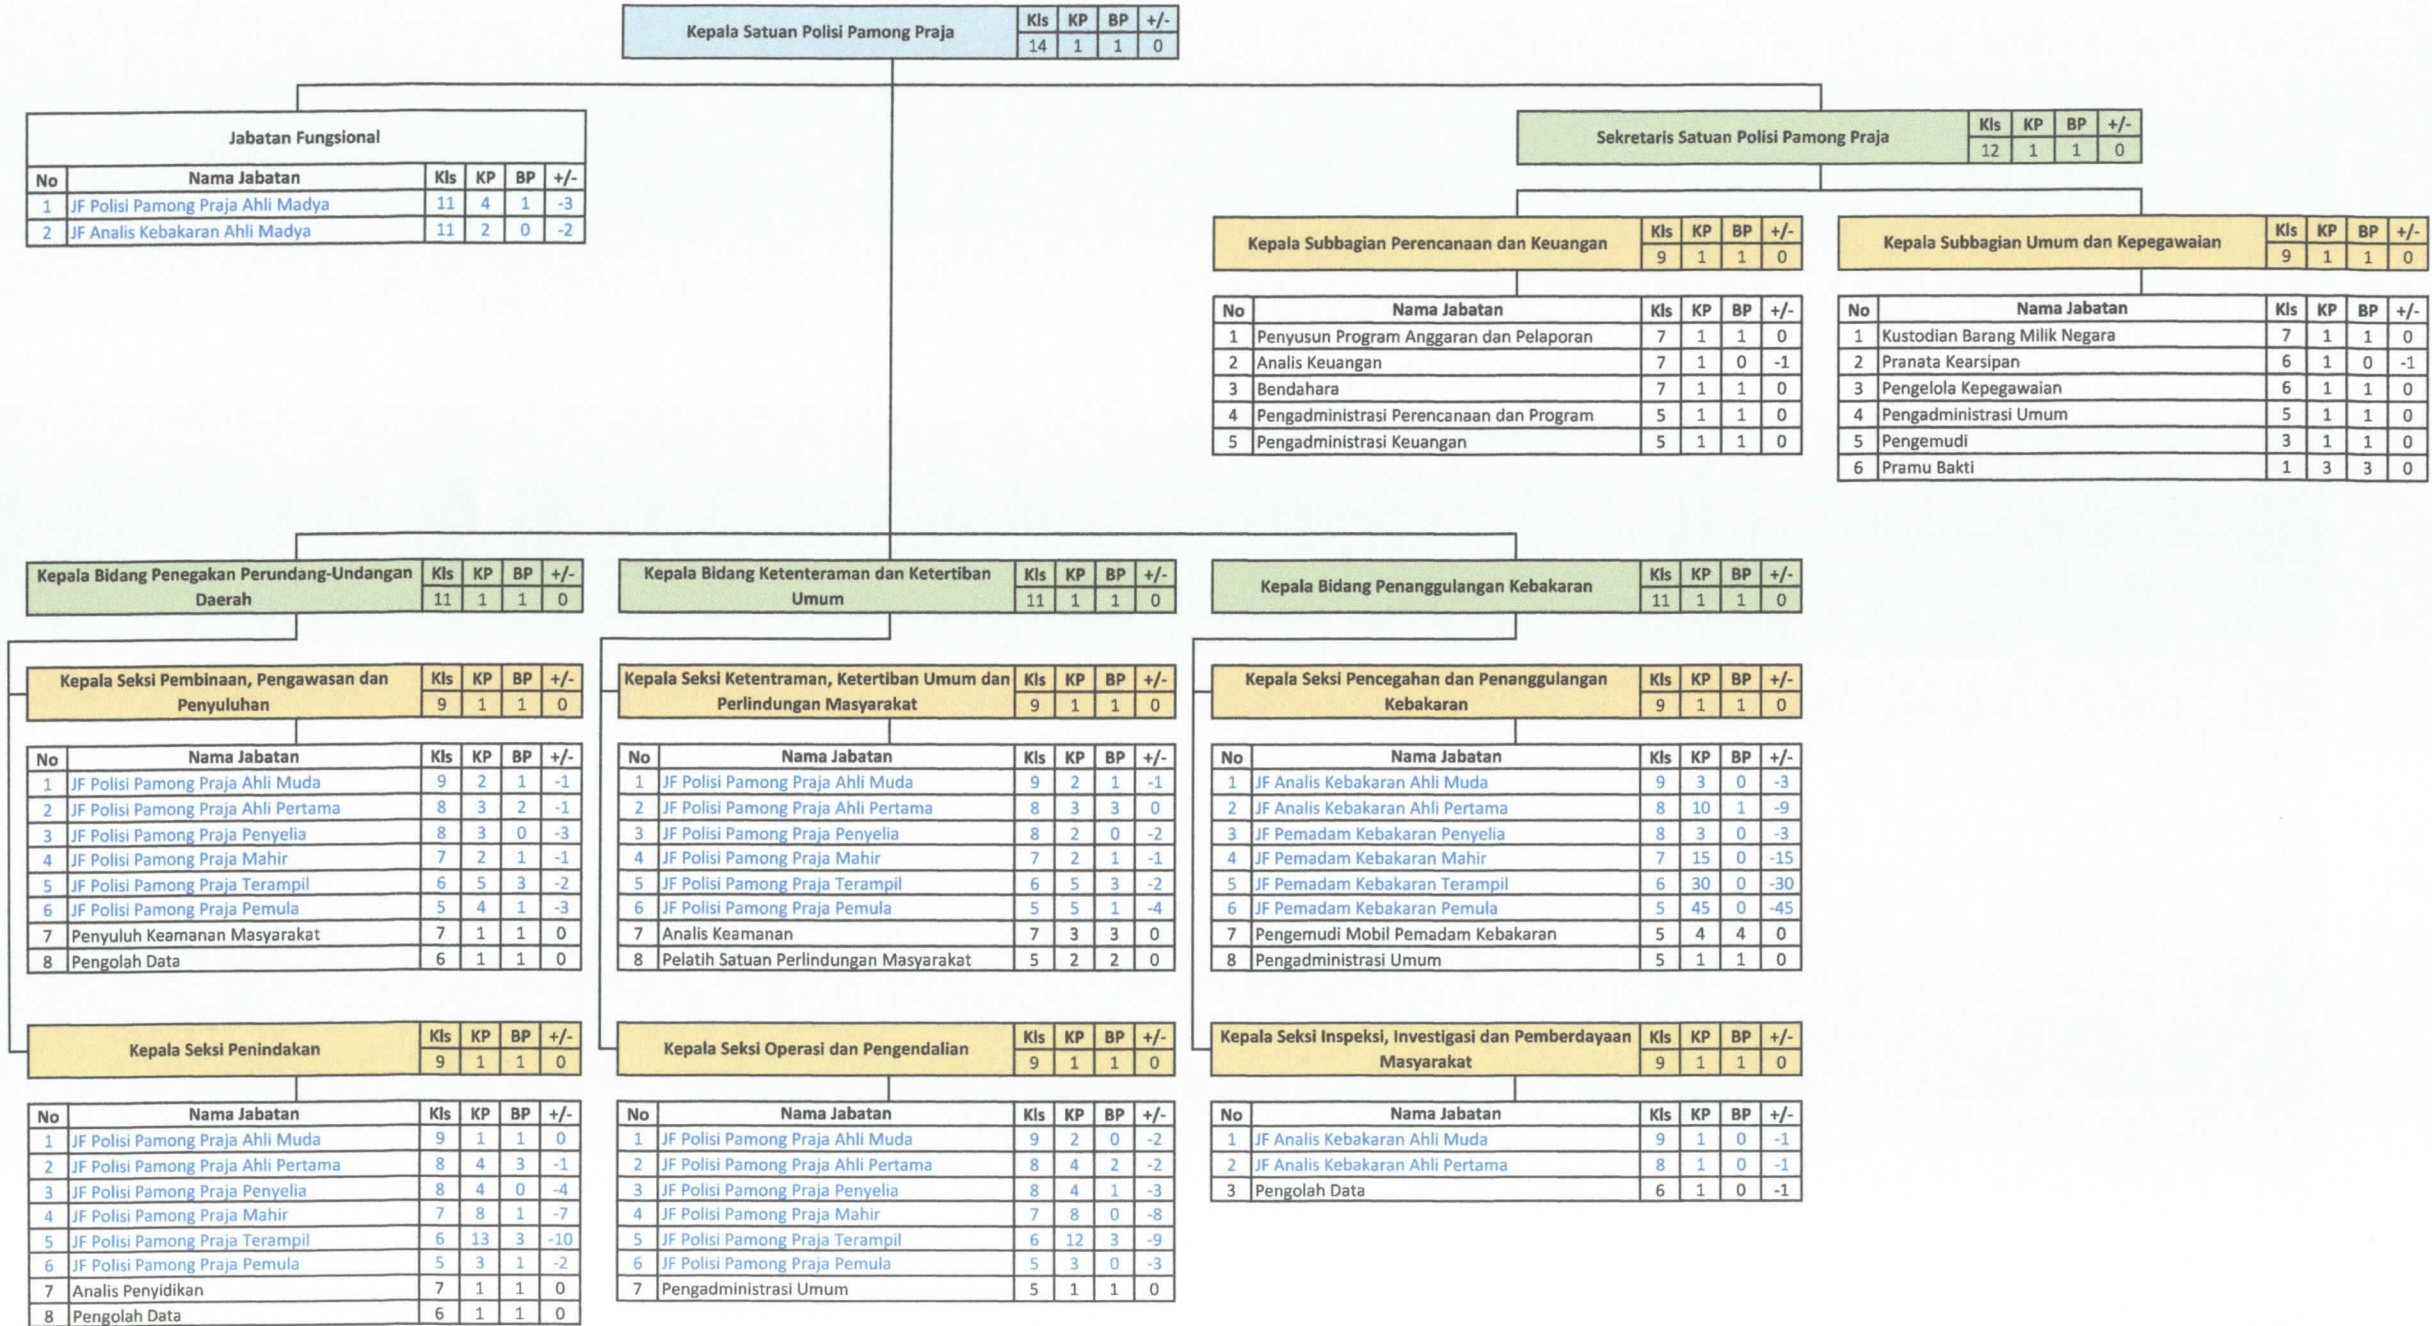 Kepala Satuan Polisi Pamong Praja
Kls KP BP +/-
14 1 1 0
Jabatan Fungsional
No Nama Jabatan Kls KP BP +/-
1 JF Polisi Pamong Praja Ahli Madya 11 4 1 -3
2 JF Analis Kebakaran Ahli Madya 11 2 0 -2
Sekretaris Satuan Polisi Pamong Praja
Kls KP BP +/-
12 1 1 0
Kepala Subbagian Perencanaan dan Keuangan
Kls KP BP +/-
9 1 1 0
No Nama Jabatan Kls KP BP +/-
1 Penyusun Program Anggaran dan Pelaporan 7 1 1 0
2 Analis Keuangan 7 1 0 -1
3 Bendahara 7 1 1 0
4 Pengadministrasi Perencanaan dan Program 5 1 1 0
5 Pengadministrasi Keuangan 5 1 1 0
Kepala Subbagian Umum dan Kepegawaian
Kls KP BP +/-
9 1 1 0
No Nama Jabatan Kls KP BP +/-
1 Kustodian Barang Milik Negara 7 1 1 0
2 Pranata Kearsipan 6 1 0 -1
3 Pengelola Kepegawaian 6 1 1 0
4 Pengadministrasi Umum 5 1 1 0
5 Pengemudi 3 1 1 0
6 Pramu Bakti 1 3 3 0
Kepala Bidang Penegakan Perundang-Undangan
Daerah
Kls KP BP +/-
11 1 1 0
Kepala Seksi Pembinaan, Pengawasan dan
Penyuluhan
Kls KP BP +/-
9 1 1 0
No Nama Jabatan Kls KP BP +/-
1 JF Polisi Pamong Praja Ahli Muda 9 2 1 -1
2 JF Polisi Pamong Praja Ahli Pertama 8 3 2 -1
3 JF Polisi Pamong Praja Penyelia 8 3 0 -3
4 JF Polisi Pamong Praja Mahir 7 2 1 -1
5 JF Polisi Pamong Praja Terampil 6 5 3 -2
6 JF Polisi Pamong Praja Pemula 5 4 1 -3
7 Penyuluh Keamanan Masyarakat 7 1 1 0
8 Pengolah Data 6 1 1 0
Kepala Seksi Penindakan
Kls KP BP +/-
9 1 1 0
No Nama Jabatan Kls KP BP +/-
1 JF Polisi Pamong Praja Ahli Muda 9 1 1 0
2 JF Polisi Pamong Praja Ahli Pertama 8 4 3 -1
3 JF Polisi Pamong Praja Penyelia 8 4 0 -4
4 JF Polisi Pamong Praja Mahir 7 8 1 -7
5 JF Polisi Pamong Praja Terampil 6 13 3 -10
6 JF Polisi Pamong Praja Pemula 5 3 1 -2
7 Analis Penyidikan 7 1 1 0
8 Pengolah Data 6 1 1 0
Kepala Bidang Ketenteraman dan Ketertiban
Umum
Kls KP BP +/-
11 1 1 0
Kepala Seksi Ketentraman, Ketertiban Umum dan
Perlindungan Masyarakat
Kls KP BP +/-
9 1 1 0
No Nama Jabatan Kls KP BP +/-
1 JF Polisi Pamong Praja Ahli Muda 9 2 1 -1
2 JF Polisi Pamong Praja Ahli Pertama 8 3 3 0
3 JF Polisi Pamong Praja Penyelia 8 2 0 -2
4 JF Polisi Pamong Praja Mahir 7 2 1 -1
5 JF Polisi Pamong Praja Terampil 6 5 3 -2
6 JF Polisi Pamong Praja Pemula 5 5 1 -4
7 Analis Keamanan 7 3 3 0
8 Pelatih Satuan Perlindungan Masyarakat 5 2 2 0
Kepala Seksi Operasi dan Pengendalian
Kls KP BP +/-
9 1 1 0
No Nama Jabatan Kls KP BP +/-
1 JF Polisi Pamong Praja Ahli Muda 9 2 0 -2
2 JF Polisi Pamong Praja Ahli Pertama 8 4 2 -2
3 JF Polisi Pamong Praja Penyelia 8 4 1 -3
4 JF Polisi Pamong Praja Mahir 7 8 0 -8
5 JF Polisi Pamong Praja Terampil 6 12 3 -9
6 JF Polisi Pamong Praja Pemula 5 3 0 -3
7 Pengadministrasi Umum 5 1 1 0
Kepala Bidang Penanggulangan Kebakaran
Kls KP BP +/-
11 1 1 0
Kepala Seksi Pencegahan dan Penanggulangan
Kebakaran
Kls KP BP +/-
9 1 1 0
No Nama Jabatan Kls KP BP +/-
1 JF Analis Kebakaran Ahli Muda 9 3 0 -3
2 JF Analis Kebakaran Ahli Pertama 8 10 1 -9
3 JF Pemadam Kebakaran Penyelia 8 3 0 -3
4 JF Pemadam Kebakaran Mahir 7 15 0 -15
5 JF Pemadam Kebakaran Terampil 6 30 0 -30
6 JF Pemadam Kebakaran Pemula 5 45 0 -45
7 Pengemudi Mobil Pemadam Kebakaran 5 4 4 0
8 Pengadministrasi Umum 5 1 1 0
Kepala Seksi Inspeksi, Investigasi dan Pemberdayaan
Masyarakat
Kls KP BP +/-
9 1 1 0
No Nama Jabatan Kls KP BP +/-
1 JF Analis Kebakaran Ahli Muda 9 1 0 -1
2 JF Analis Kebakaran Ahli Pertama 8 1 0 -1
3 Pengolah Data 6 1 0 -1